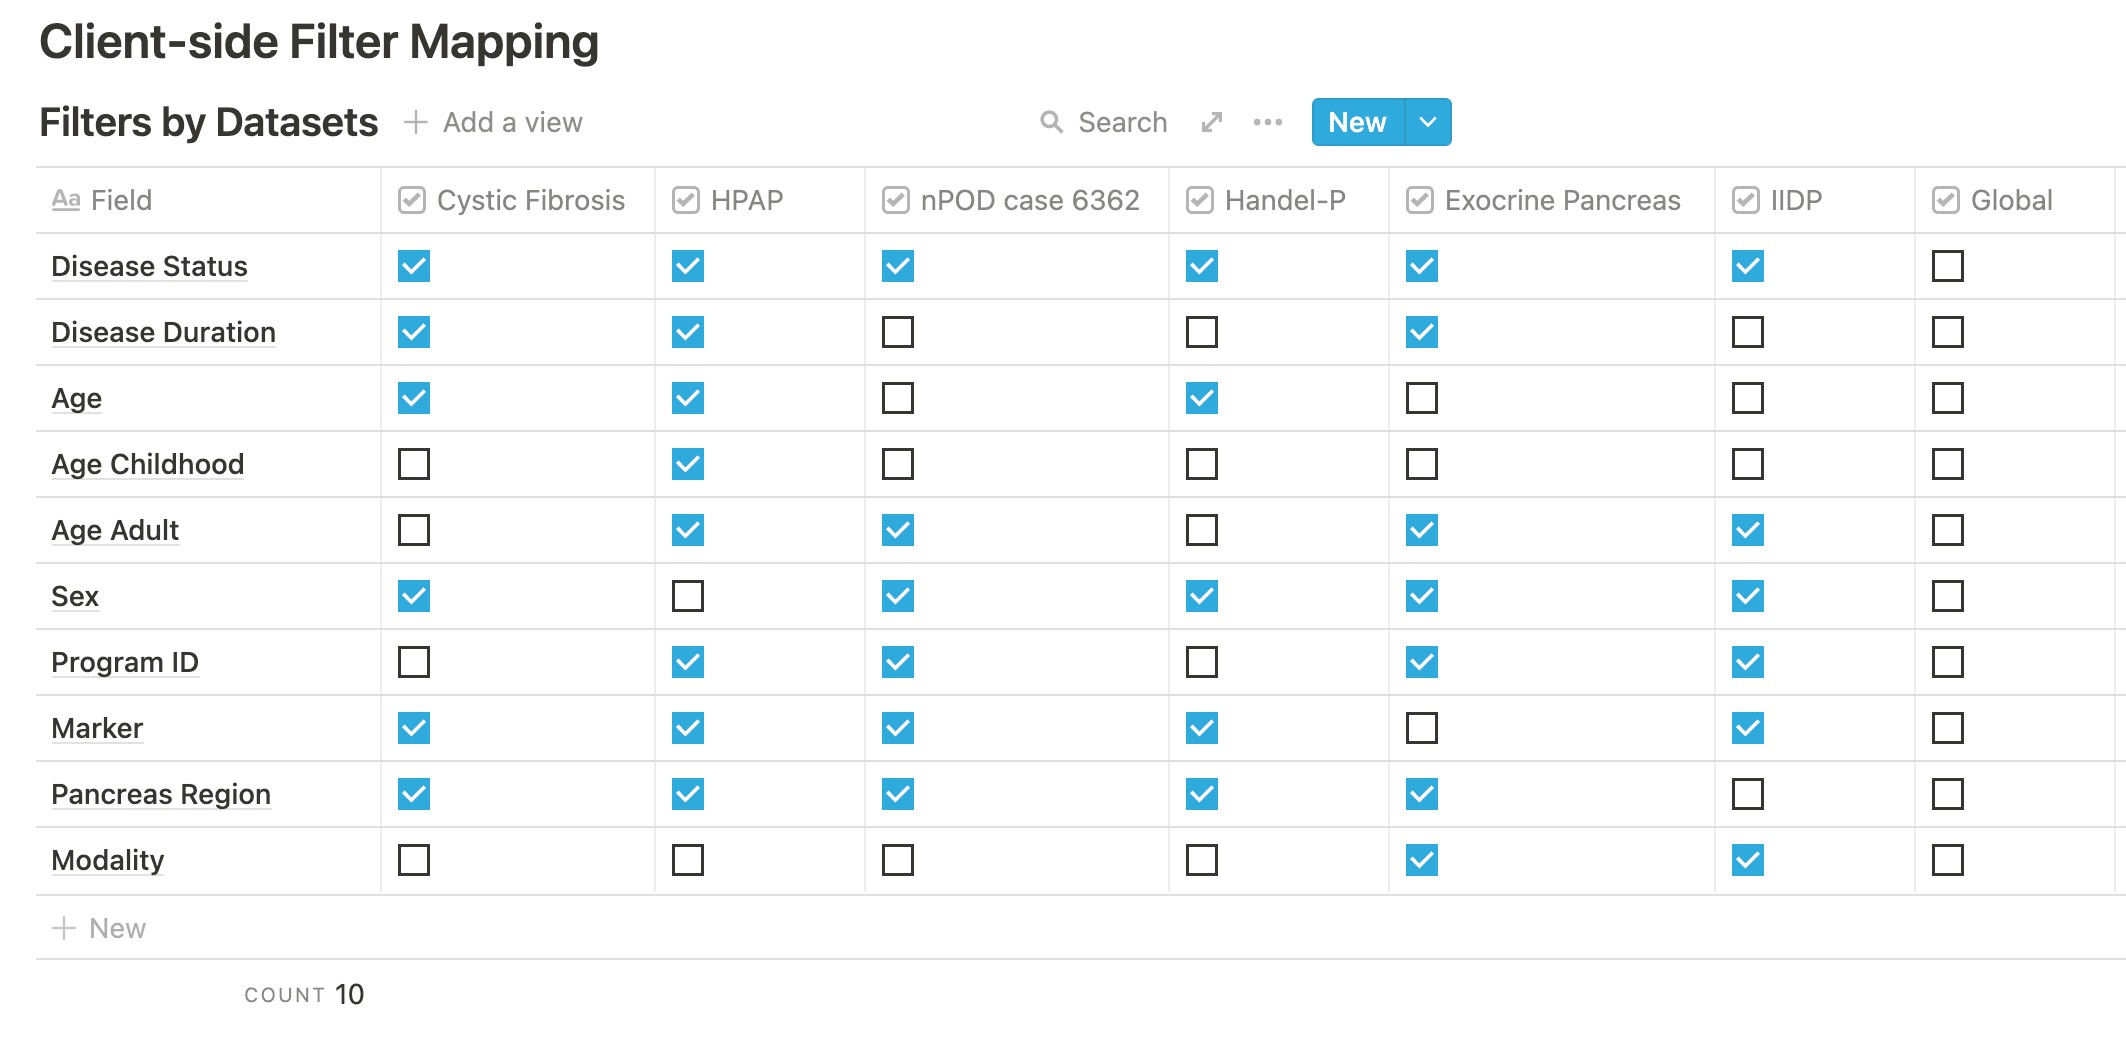 Client-side Filter Mapping
Filters by Datasets + Add a view Search New
Aa Field Cystic Fibrosis HPAP nPOD case 6362 Handel-P Exocrine Pancreas IIDP Global
Disease Status
Disease Duration
Age
Age Childhood
Age Adult
Sex
Program ID
Marker
Pancreas Region
Modality
+ New
COUNT 10